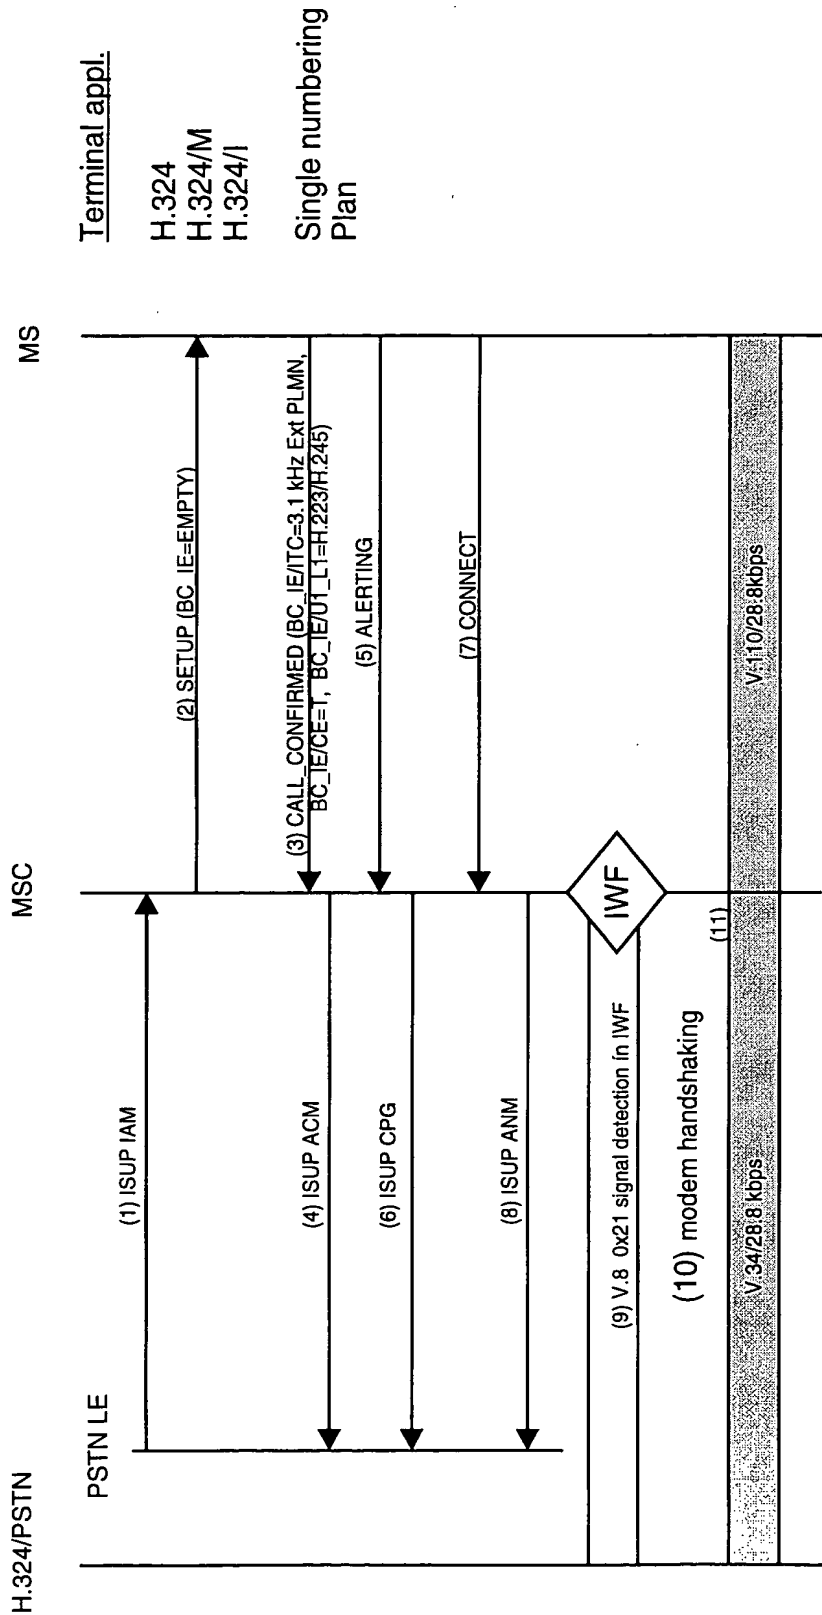 H.324/PSTN
PSTN LE
MSC
MS
Terminal appl.
H.324
H.324/M
H.324/I
Single numbering
Plan
(1) ISUP IAM
(2) SETUP (BC_IE=EMPTY)
(3) CALL_CONFIRMED (BC_IE/ITC=3.1 kHz Ext PLMN,
BC_IE/CE=T, BC_IE/U1_L1=H.223/H.245)
(4) ISUP ACM
(5) ALERTING
(6) ISUP CPG
(7) CONNECT
(8) ISUP ANM
IWF
(9) V.8 0x21 signal detection in IWF
(10) modem handshaking
(11)
V.34/28.8 kbps
V.110/28.8kbps